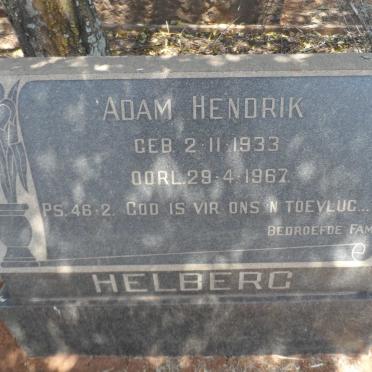 ADAM HENDRIK
GEB. 2·11·1933
OORL. 29·4·1967
PS. 46·2. GOD IS VIR ONS 'N TOEVLUG...
BEDROEFDE FAM
HELBERG